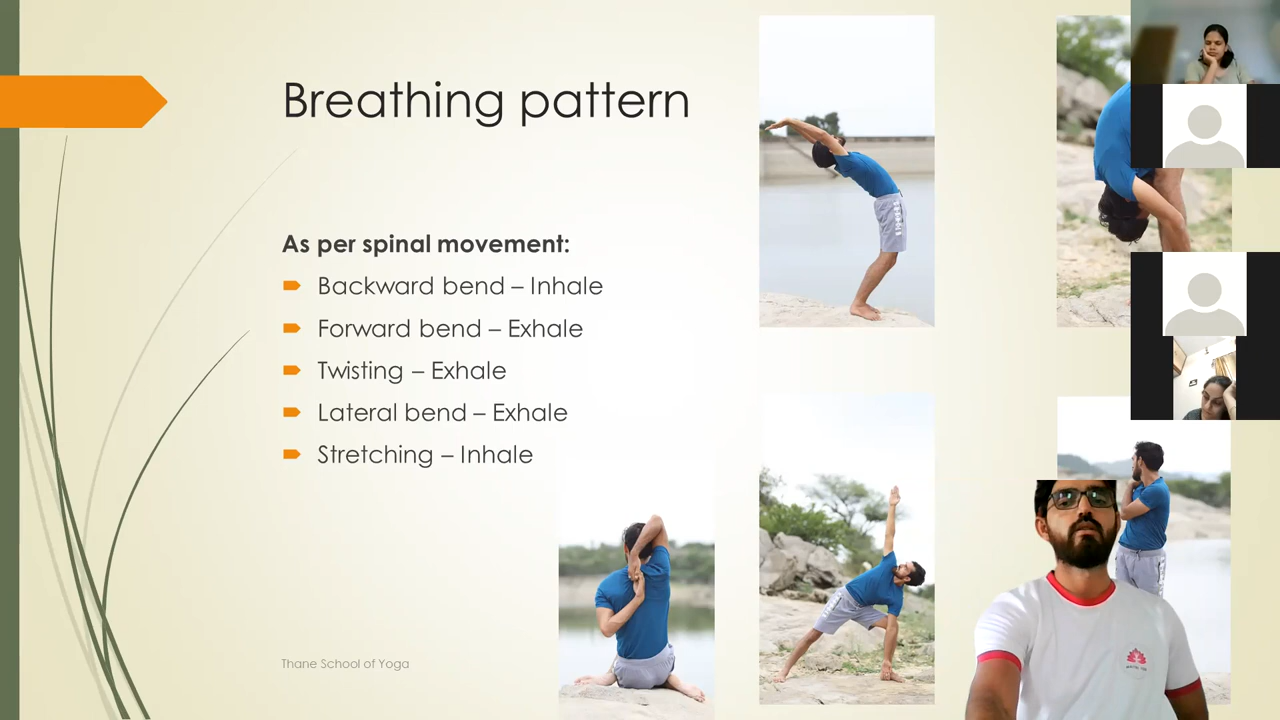 Breathing pattern
As per spinal movement:
Backward bend – Inhale
Forward bend – Exhale
Twisting – Exhale
Lateral bend – Exhale
Stretching – Inhale
Thane School of Yoga